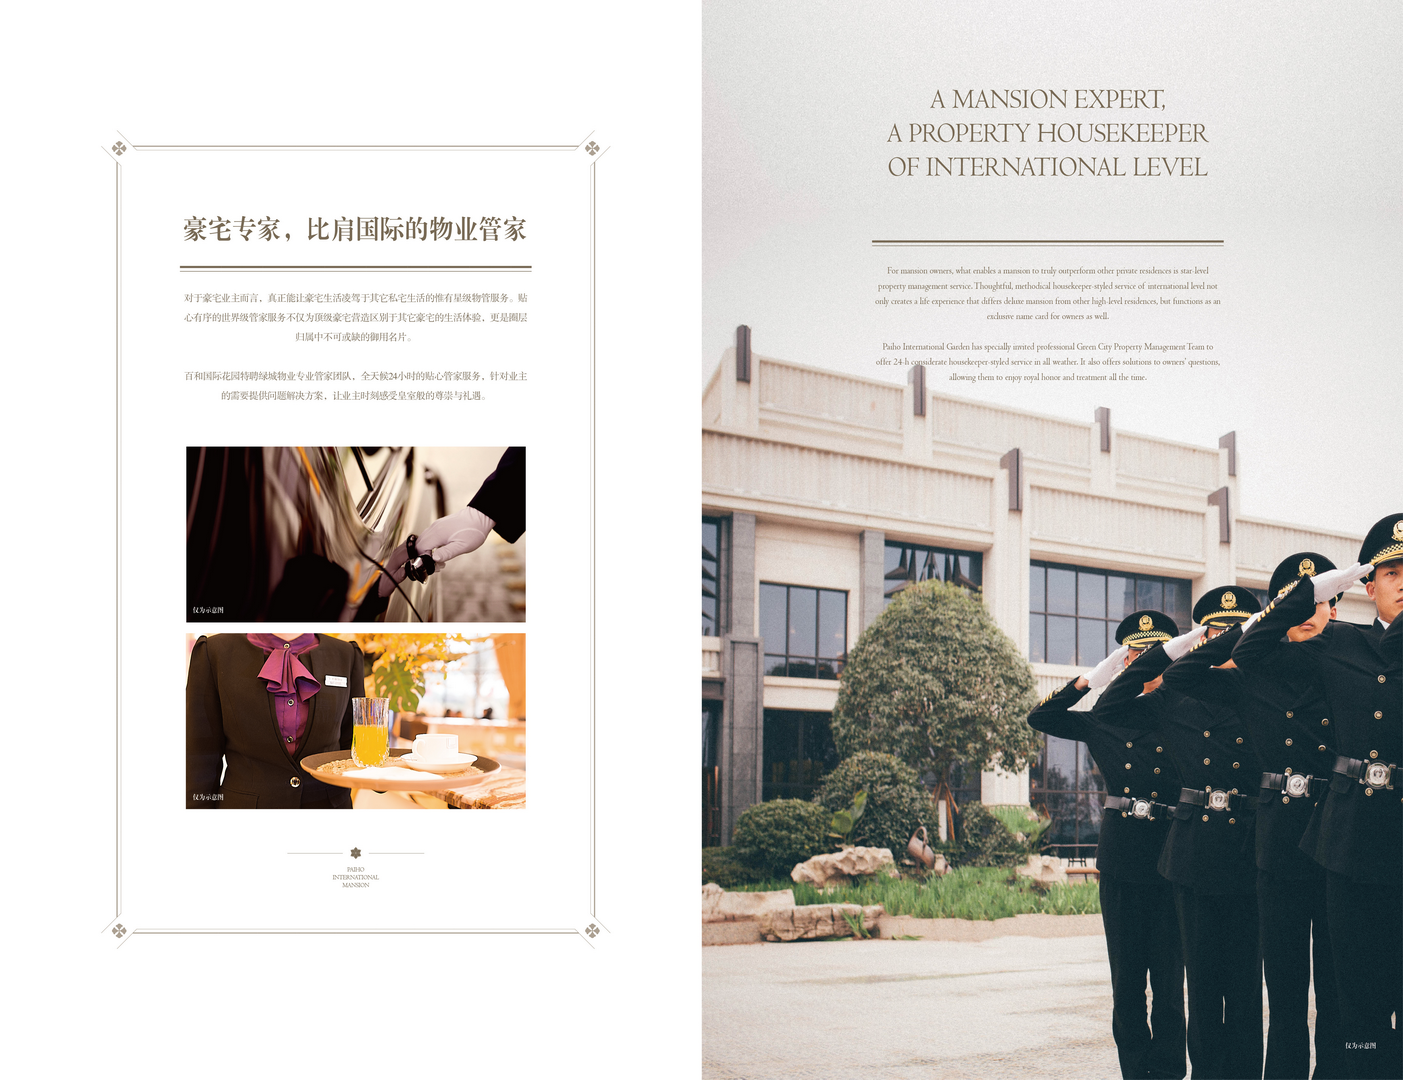 豪宅专家，比肩国际的物业管家
对于豪宅业主而言，真正能让豪宅生活凌驾于其它私宅生活的惟有星级物管服务。贴
心有序的世界级管家服务不仅为顶级豪宅营造区别于其它豪宅的生活体验，更是圈层
归属中不可或缺的御用名片。
百和国际花园特聘绿城物业专业管家团队，全天候24小时的贴心管家服务，针对业主
的需要提供问题解决方案，让业主时刻感受皇室般的尊崇与礼遇。
仅为示意图
仅为示意图
PAIHO
INTERNATIONAL
MANSION
A MANSION EXPERT,
A PROPERTY HOUSEKEEPER
OF INTERNATIONAL LEVEL
For mansion owners, what enables a mansion to truly outperform other private residences is star-level
property management service. Thoughtful, methodical housekeeper-styled service of international level not
only creates a life experience that differs deluxe mansion from other high-level residences, but functions as an
exclusive name card for owners as well.
Paiho International Garden has specially invited professional Green City Property Management Team to
offer 24-h considerate housekeeper-styled service in all weather. It also offers solutions to owners' questions,
allowing them to enjoy royal honor and treatment all the time.
仅为示意图